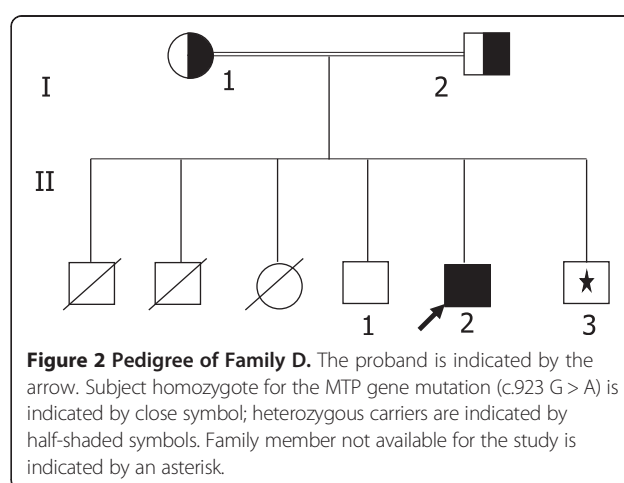 1
2
I
II
1
2
3
Figure 2 Pedigree of Family D. The proband is indicated by the
arrow. Subject homozygote for the MTP gene mutation (c.923 G > A) is
indicated by close symbol; heterozygous carriers are indicated by
half-shaded symbols. Family member not available for the study is
indicated by an asterisk.